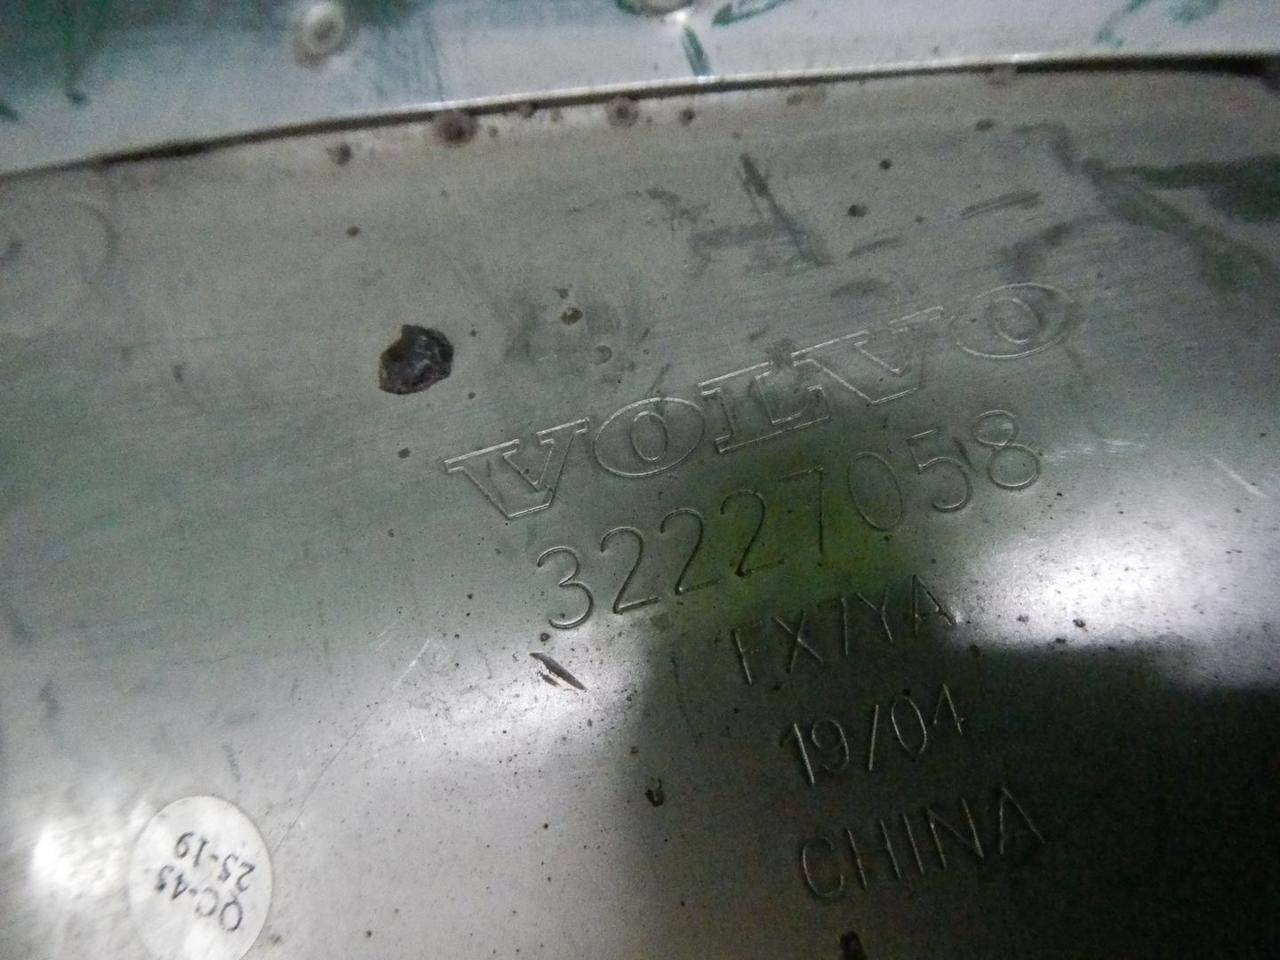 VOLVO
32227058
FX7YA
19/04
CHINA
QC-45
25-19